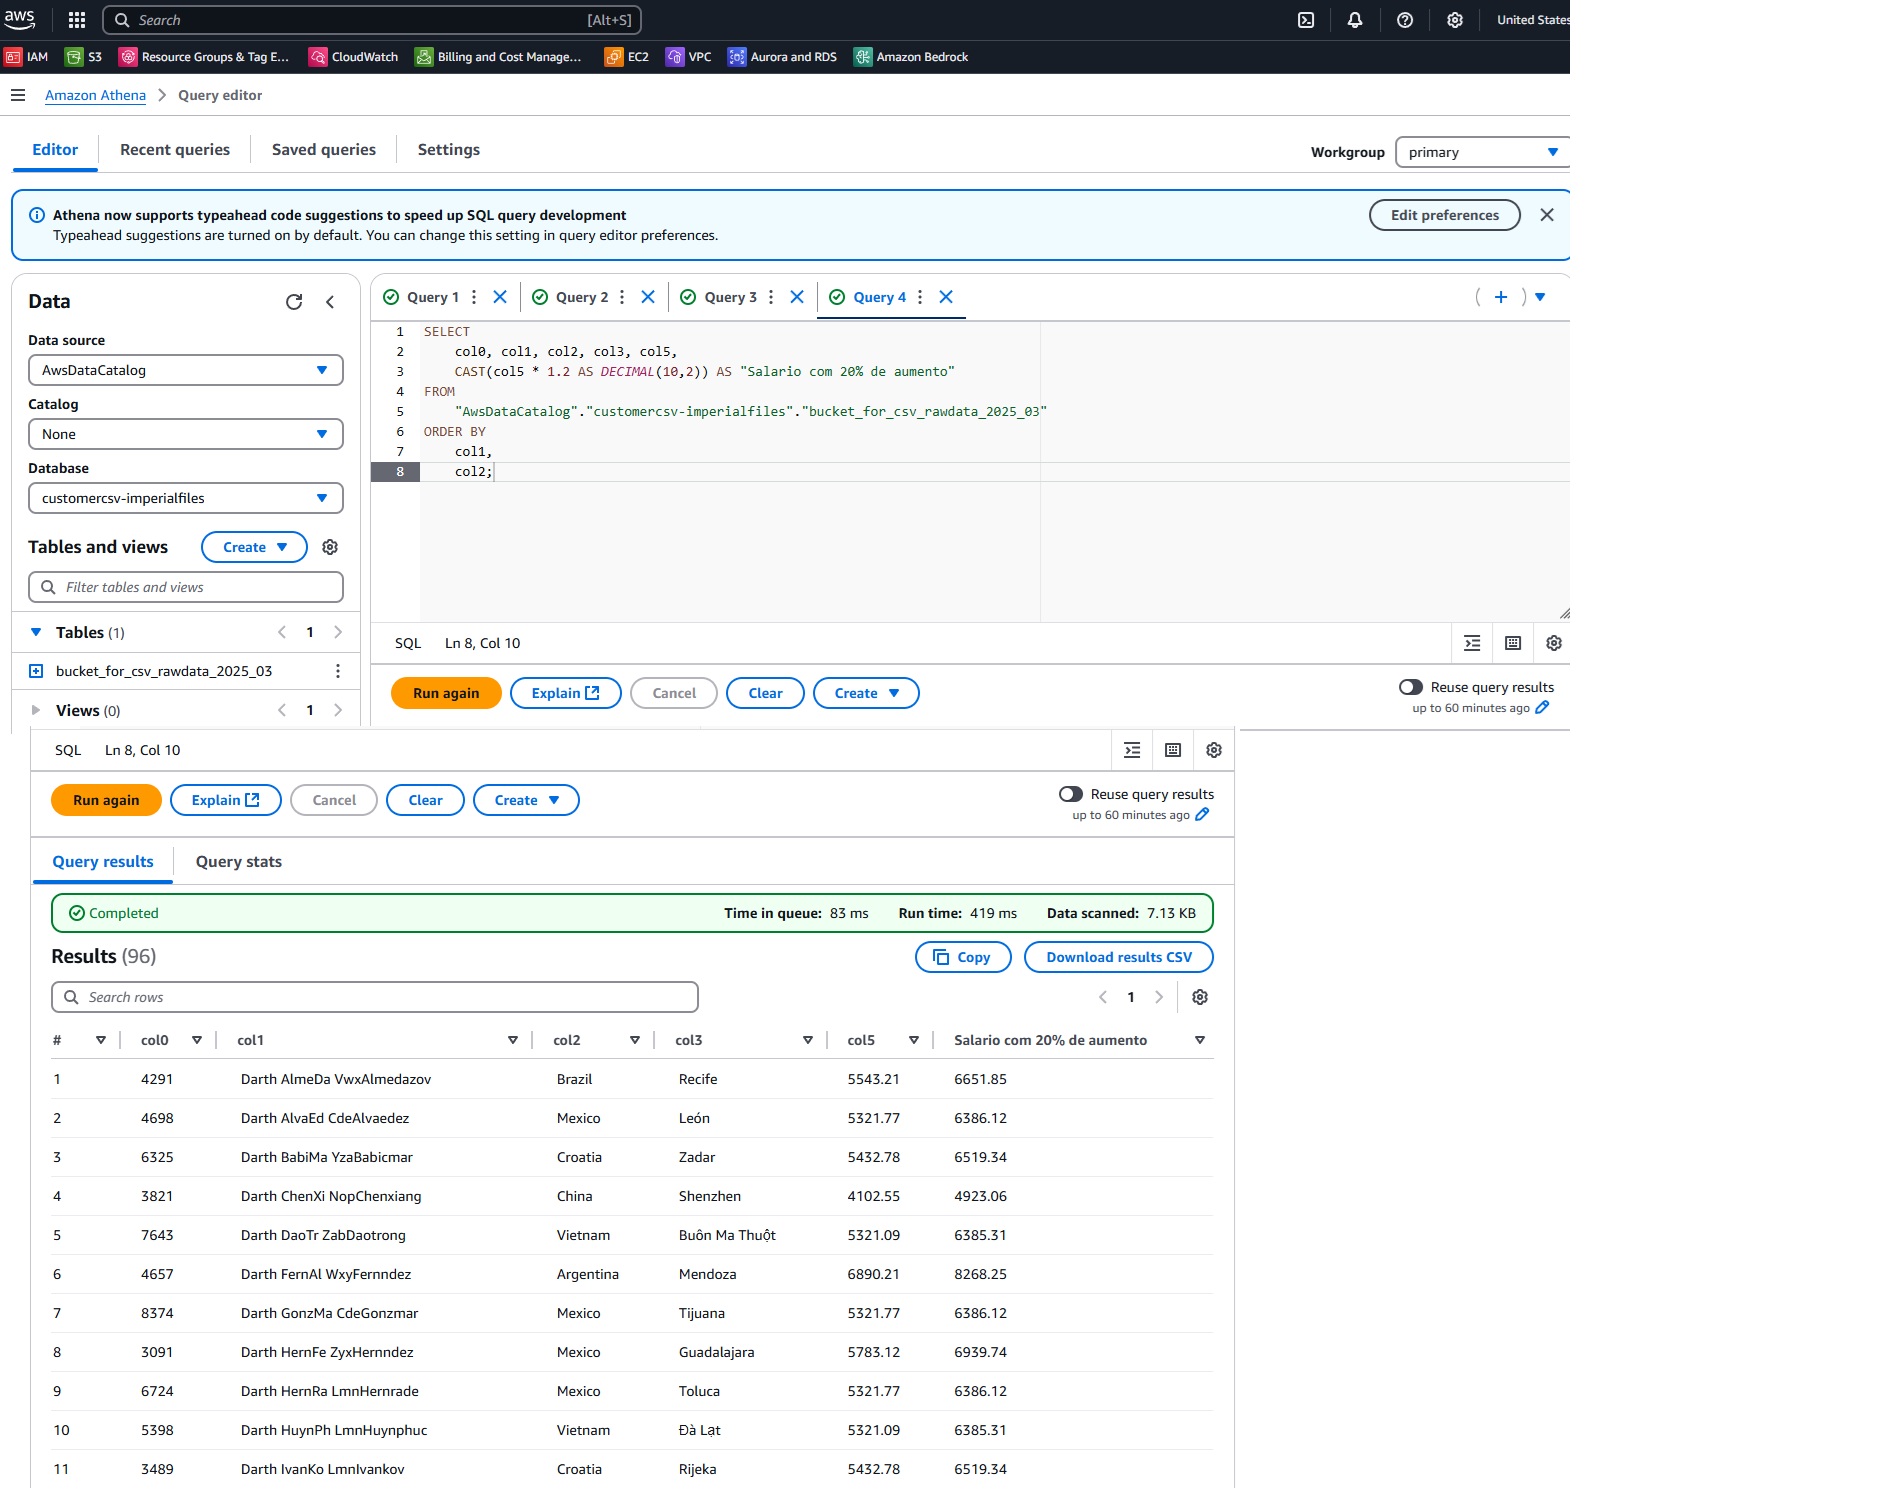 aws Search [Alt+S] United States
IAM S3 Resource Groups & Tag E... CloudWatch Billing and Cost Manage... EC2 VPC Aurora and RDS Amazon Bedrock
Amazon Athena > Query editor
Editor Recent queries Saved queries Settings
Workgroup primary
Athena now supports typeahead code suggestions to speed up SQL query development
Typeahead suggestions are turned on by default. You can change this setting in query editor preferences.
Edit preferences
Data
Data source
AwsDataCatalog
Catalog
None
Database
customercsv-imperialfiles
Tables and views Create
Filter tables and views
Tables (1) 1
bucket_for_csv_rawdata_2025_03
Views (0) 1
Query 1 Query 2 Query 3 Query 4
1 SELECT
2 col0, col1, col2, col3, col5,
3 CAST(col5 * 1.2 AS DECIMAL(10,2)) AS "Salario com 20% de aumento"
4 FROM
5 "AwsDataCatalog"."customercsv-imperialfiles"."bucket_for_csv_rawdata_2025_03"
6 ORDER BY
7 col1,
8 col2;
SQL Ln 8, Col 10
Run again Explain Cancel Clear Create
Reuse query results
up to 60 minutes ago
SQL Ln 8, Col 10
Run again Explain Cancel Clear Create
Reuse query results
up to 60 minutes ago
Query results Query stats
Completed Time in queue: 83 ms Run time: 419 ms Data scanned: 7.13 KB
Results (96) Copy Download results CSV
Search rows 1
# col0 col1 col2 col3 col5 Salario com 20% de aumento
1 4291 Darth AlmeDa VwxAlmedazov Brazil Recife 5543.21 6651.85
2 4698 Darth AlvaEd CdeAlvaedez Mexico León 5321.77 6386.12
3 6325 Darth BabiMa YzaBabicmar Croatia Zadar 5432.78 6519.34
4 3821 Darth ChenXi NopChenxiang China Shenzhen 4102.55 4923.06
5 7643 Darth DaoTr ZabDaotrong Vietnam Buôn Ma Thuột 5321.09 6385.31
6 4657 Darth FernAl WxyFernndez Argentina Mendoza 6890.21 8268.25
7 8374 Darth GonzMa CdeGonzmar Mexico Tijuana 5321.77 6386.12
8 3091 Darth HernFe ZyxHernndez Mexico Guadalajara 5783.12 6939.74
9 6724 Darth HernRa LmnHernrade Mexico Toluca 5321.77 6386.12
10 5398 Darth HuynPh LmnHuynphuc Vietnam Đà Lạt 5321.09 6385.31
11 3489 Darth IvanKo LmnIvankov Croatia Rijeka 5432.78 6519.34